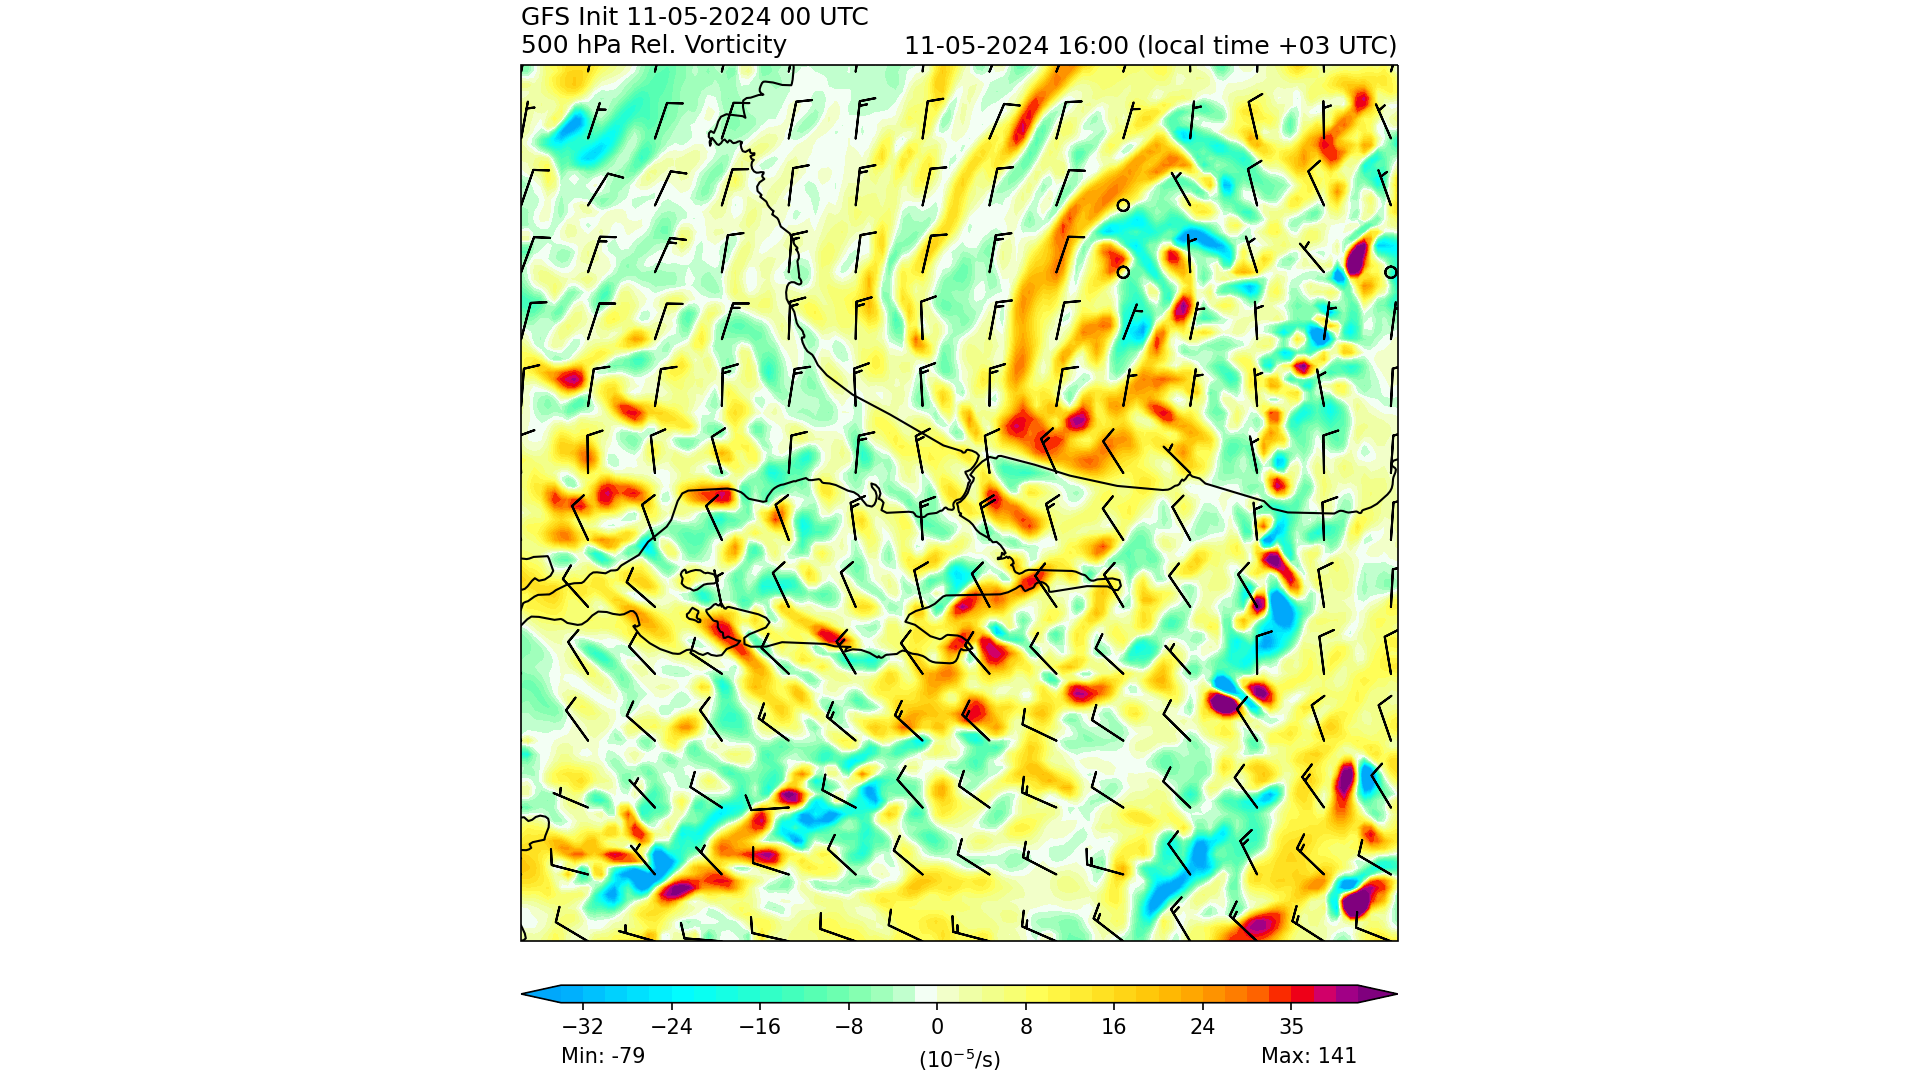 GFS Init 11-05-2024 00 UTC
500 hPa Rel. Vorticity
11-05-2024 16:00 (local time +03 UTC)
−32 −24 −16 −8 0 8 16 24 35
Min: -79 (10⁻⁵/s) Max: 141